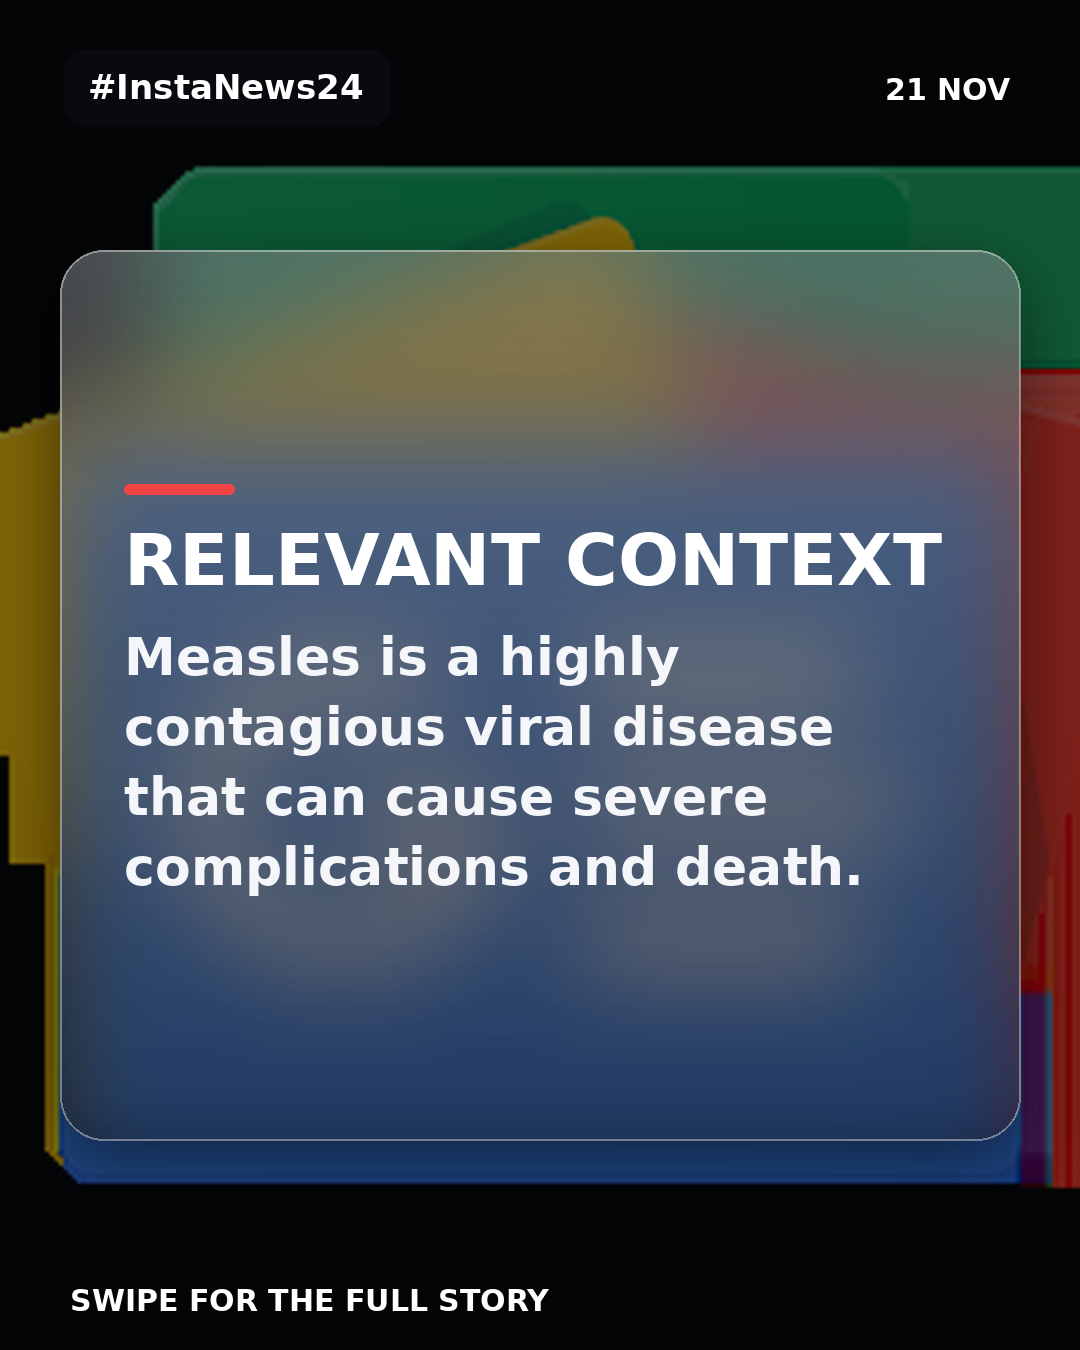 #InstaNews24
21 NOV
RELEVANT CONTEXT
Measles is a highly
contagious viral disease
that can cause severe
complications and death.
SWIPE FOR THE FULL STORY